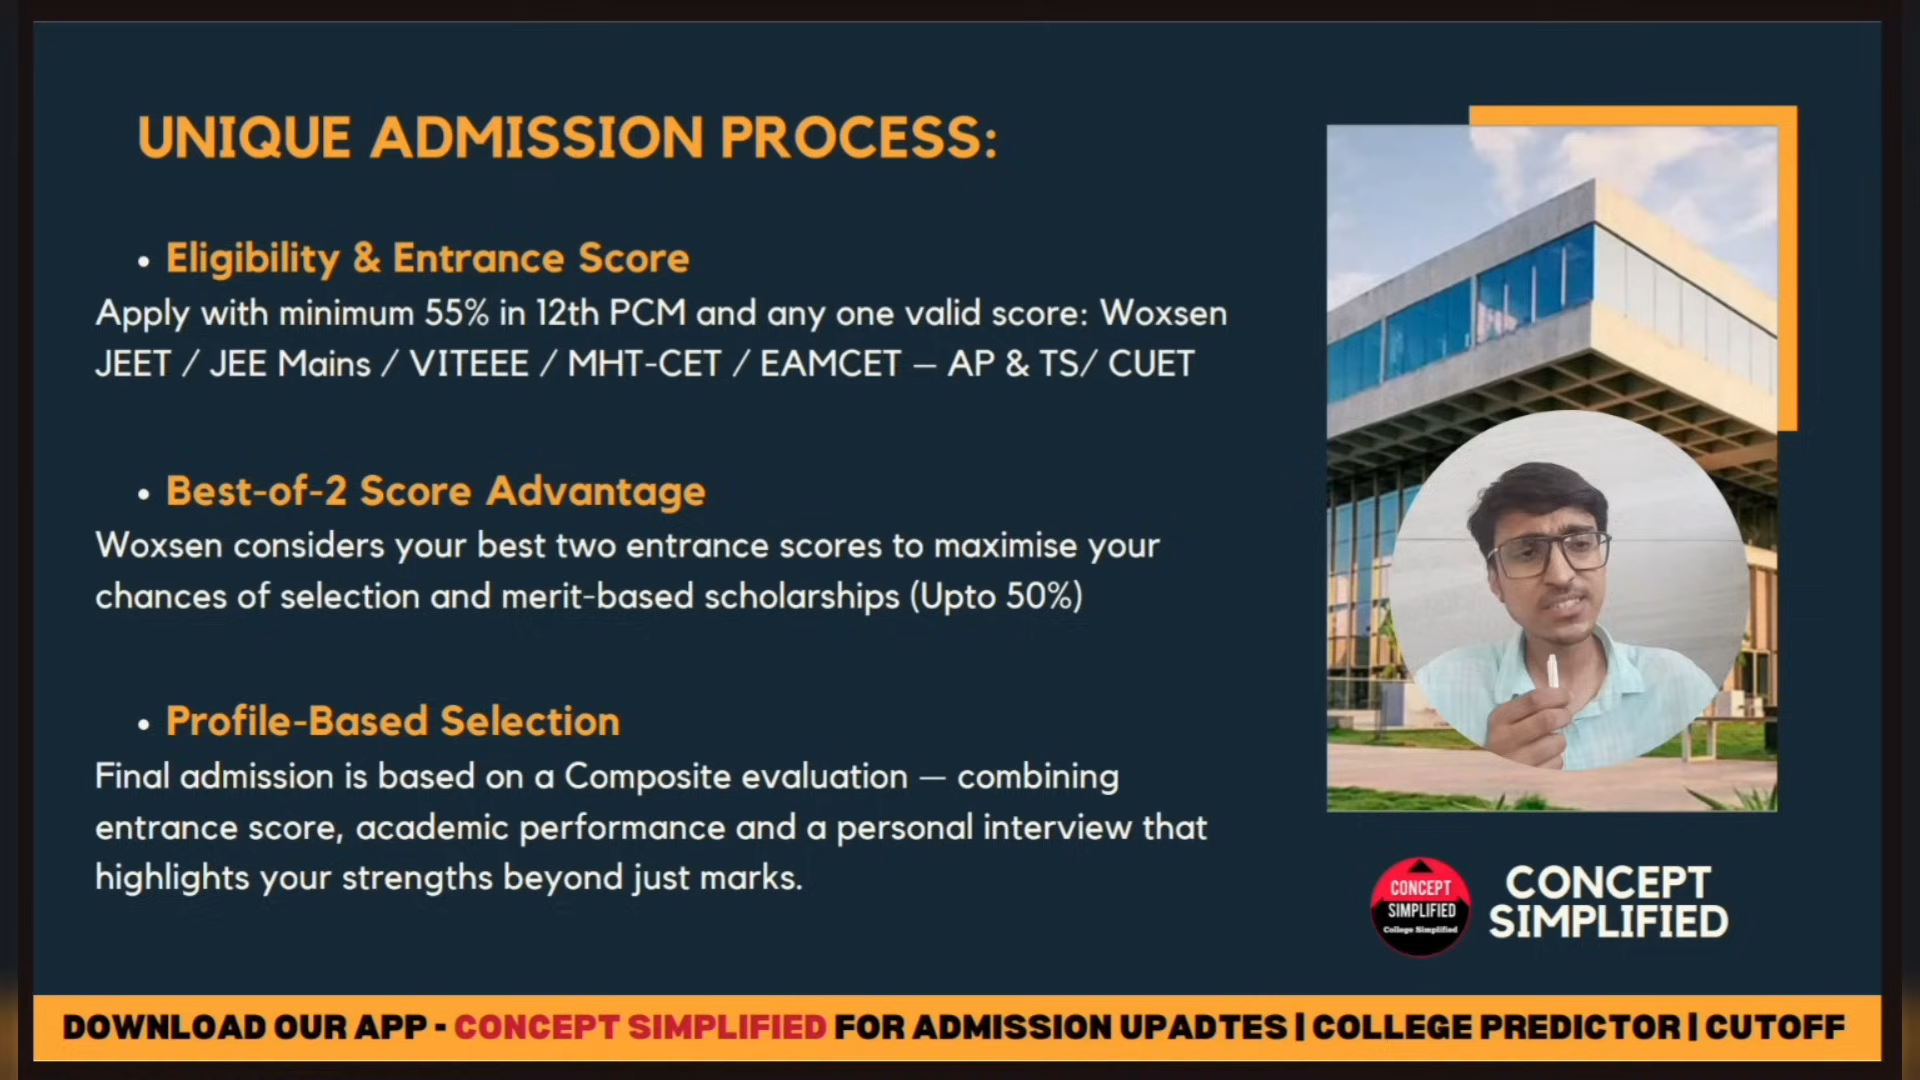 UNIQUE ADMISSION PROCESS:
• Eligibility & Entrance Score
Apply with minimum 55% in 12th PCM and any one valid score: Woxsen
JEET / JEE Mains / VITEEE / MHT-CET / EAMCET – AP & TS/ CUET
• Best-of-2 Score Advantage
Woxsen considers your best two entrance scores to maximise your
chances of selection and merit-based scholarships (Upto 50%)
• Profile-Based Selection
Final admission is based on a Composite evaluation – combining
entrance score, academic performance and a personal interview that
highlights your strengths beyond just marks.
CONCEPT
SIMPLIFIED
College Simplified
CONCEPT
SIMPLIFIED
DOWNLOAD OUR APP - CONCEPT SIMPLIFIED FOR ADMISSION UPADTES | COLLEGE PREDICTOR | CUTOFF